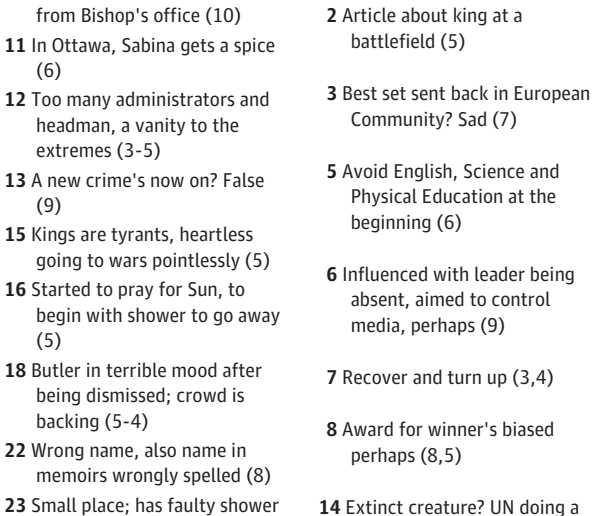 from Bishop's office (10)
11 In Ottawa, Sabina gets a spice
(6)
12 Too many administrators and
headman, a vanity to the
extremes (3-5)
13 A new crime's now on? False
(9)
15 Kings are tyrants, heartless
going to wars pointlessly (5)
16 Started to pray for Sun, to
begin with shower to go away
(5)
18 Butler in terrible mood after
being dismissed; crowd is
backing (5-4)
22 Wrong name, also name in
memoirs wrongly spelled (8)
23 Small place; has faulty shower
2 Article about king at a
battlefield (5)
3 Best set sent back in European
Community? Sad (7)
5 Avoid English, Science and
Physical Education at the
beginning (6)
6 Influenced with leader being
absent, aimed to control
media, perhaps (9)
7 Recover and turn up (3,4)
8 Award for winner's biased
perhaps (8,5)
14 Extinct creature? UN doing a